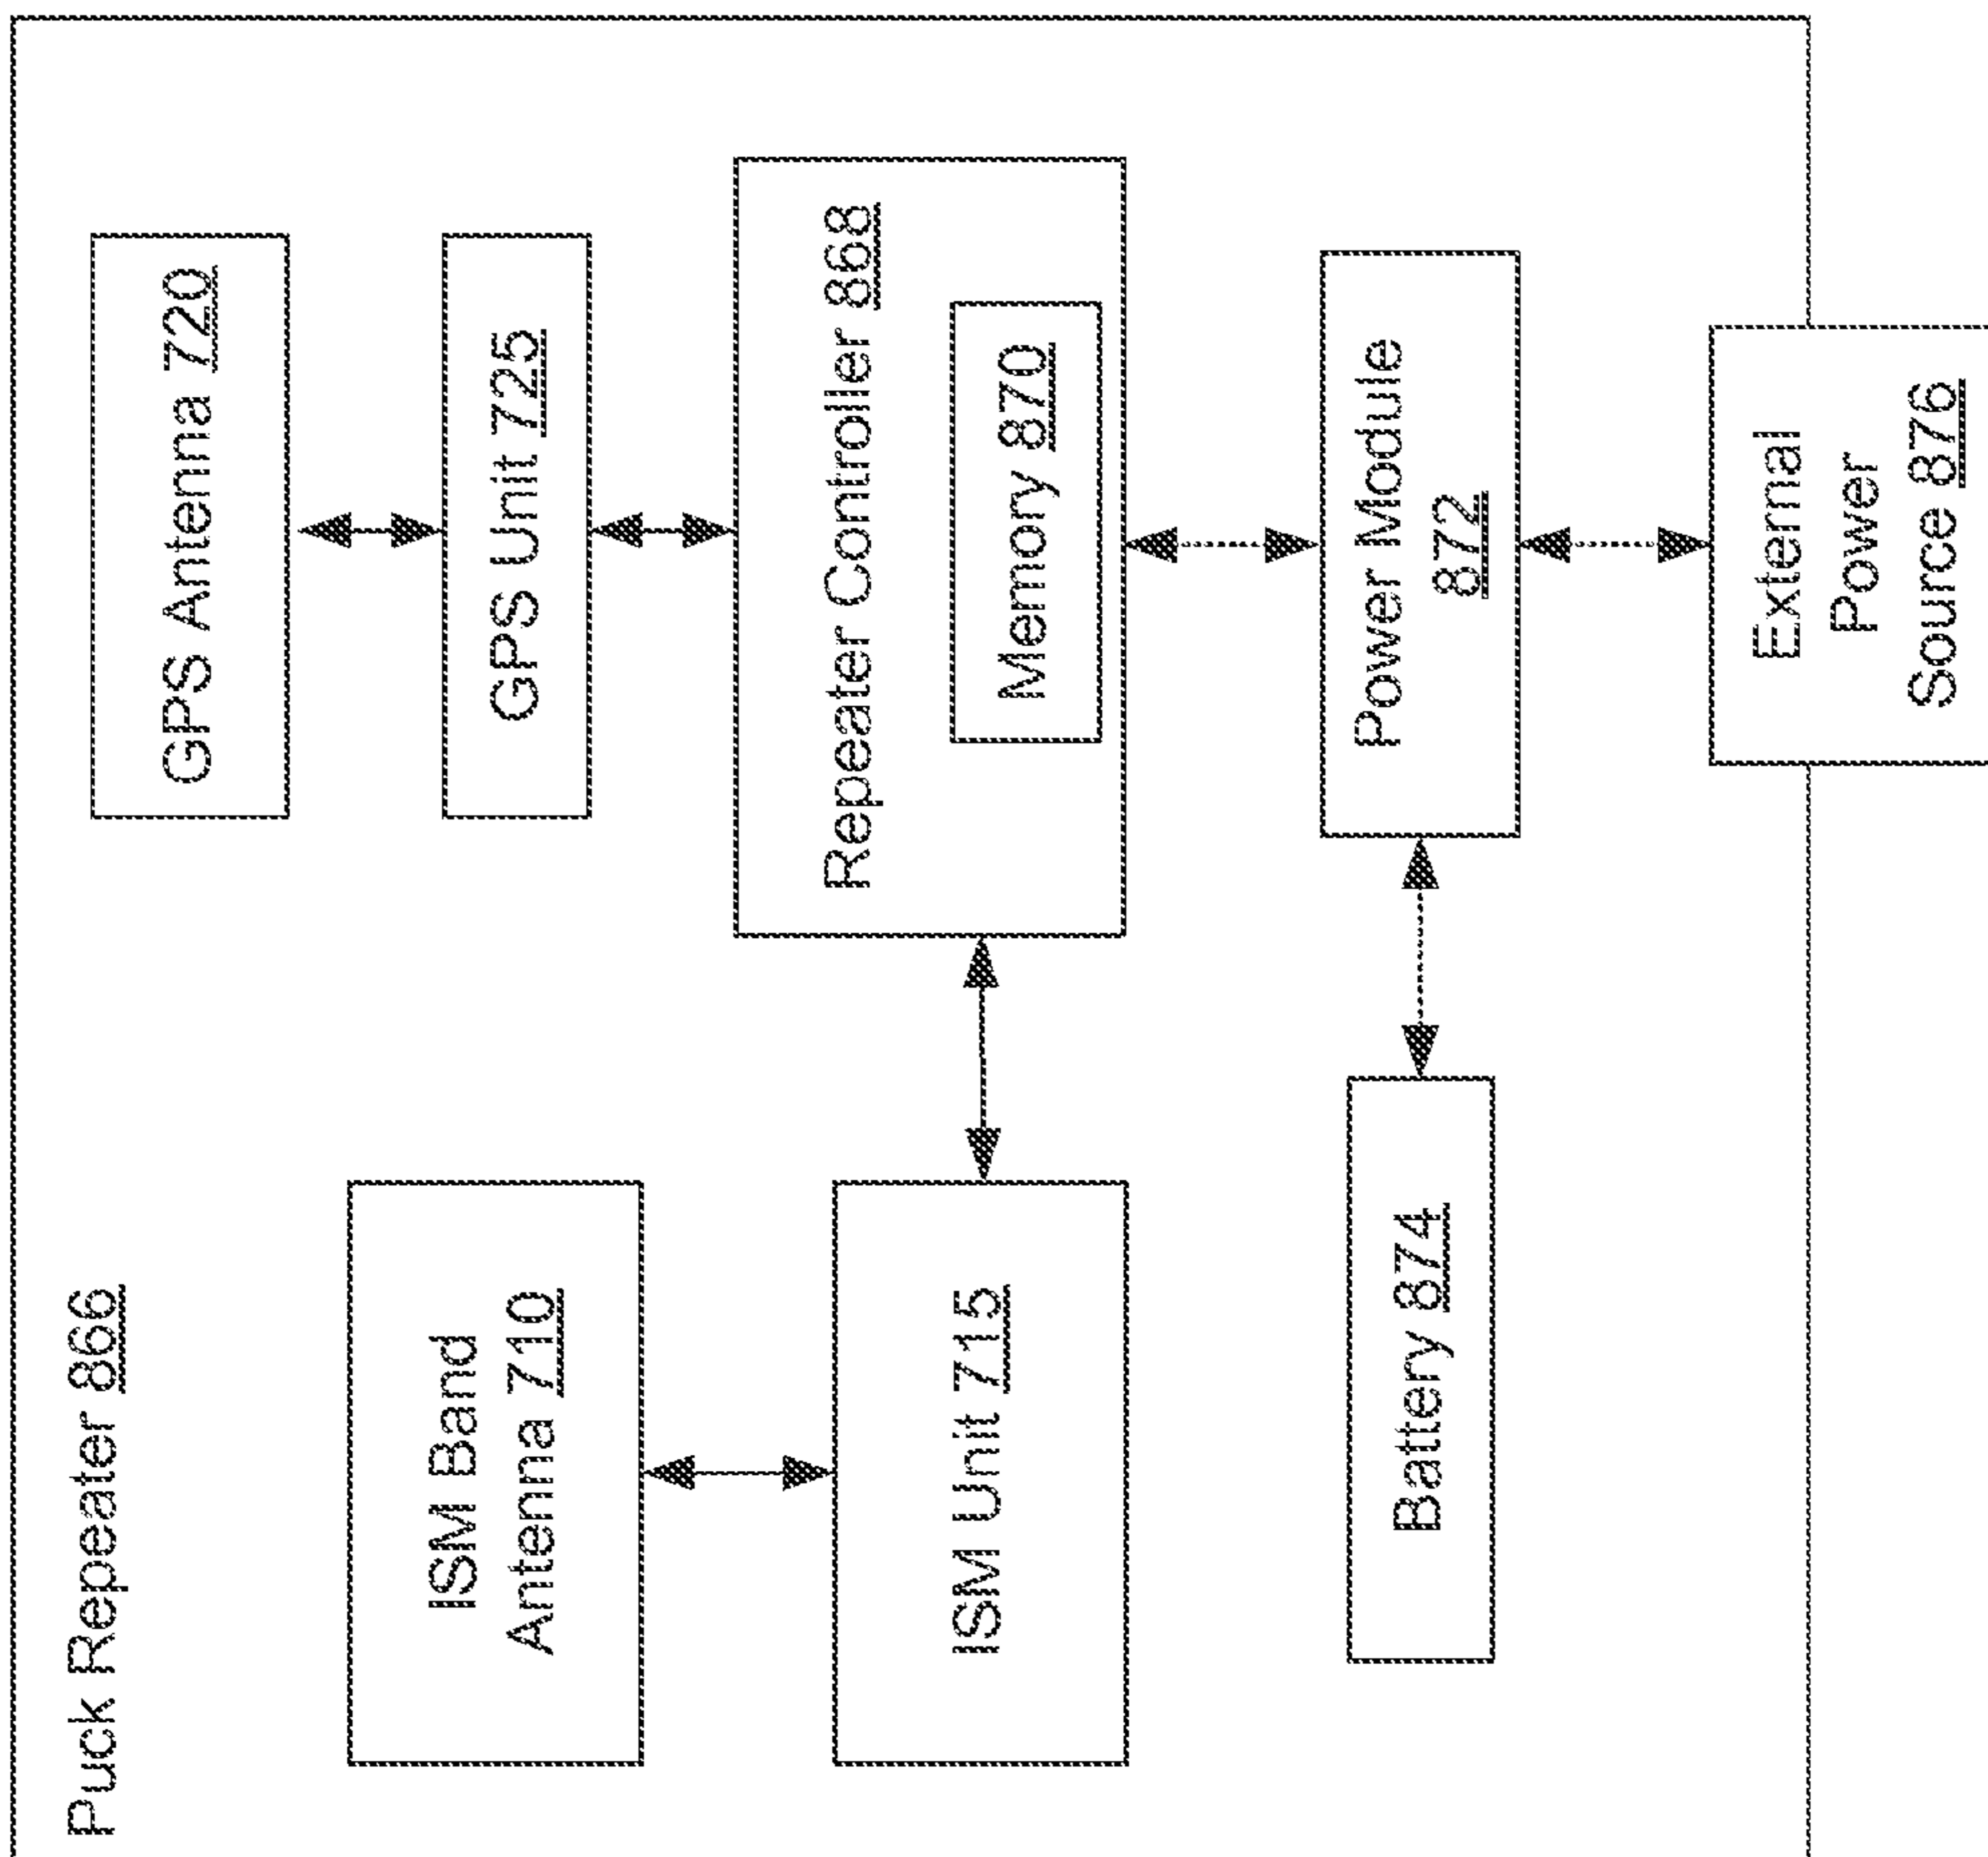 Puck Repeater 866
GPS Antenna 720
ISM Band
Antenna 710
GPS Unit 725
Repeater Controller 868
Memory 870
ISM Unit 715
Power Module
872
Battery 874
External
Power
Source 876